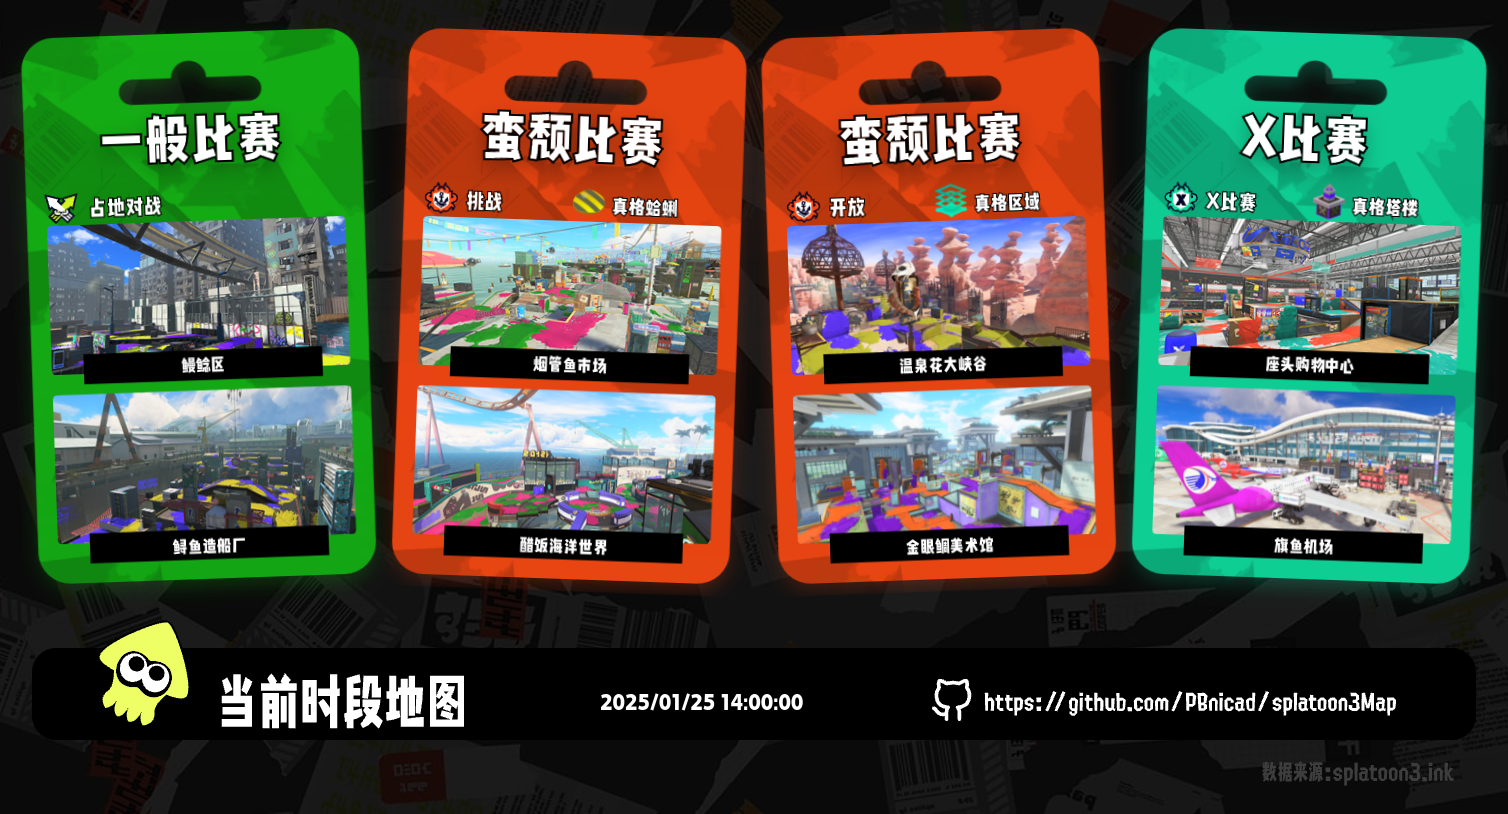 一般比赛
占地对战
鳗鲶区
鲟鱼造船厂
蛮颓比赛
挑战
真格蛤蜊
烟管鱼市场
醋饭海洋世界
蛮颓比赛
开放
真格区域
温泉花大峡谷
金眼鲷美术馆
X比赛
X比赛
真格塔楼
座头购物中心
旗鱼机场
当前时段地图
2025/01/25 14:00:00
https://github.com/PBnicad/splatoon3Map
数据来源:splatoon3.ink